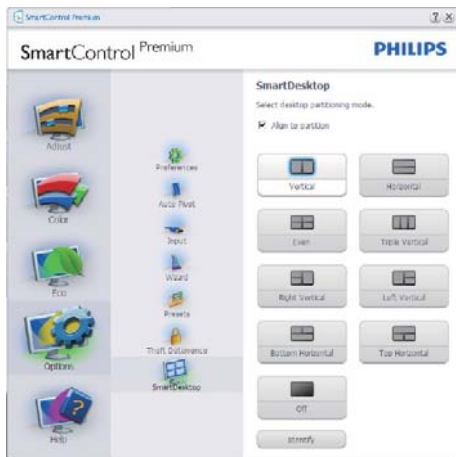 SmartControl Premium
SmartControl Premium
PHILIPS
Adjust
Color
Eco
Options
Help
Preferences
Auto Pivot
Input
Wizard
Presets
Theft Deterrence
SmartDesktop
SmartDesktop
Select desktop partitioning mode.
Align to partition
Vertical
Horizontal
Even
Triple Vertical
Right Vertical
Left Vertical
Bottom Horizontal
Top Horizontal
Off
Identify